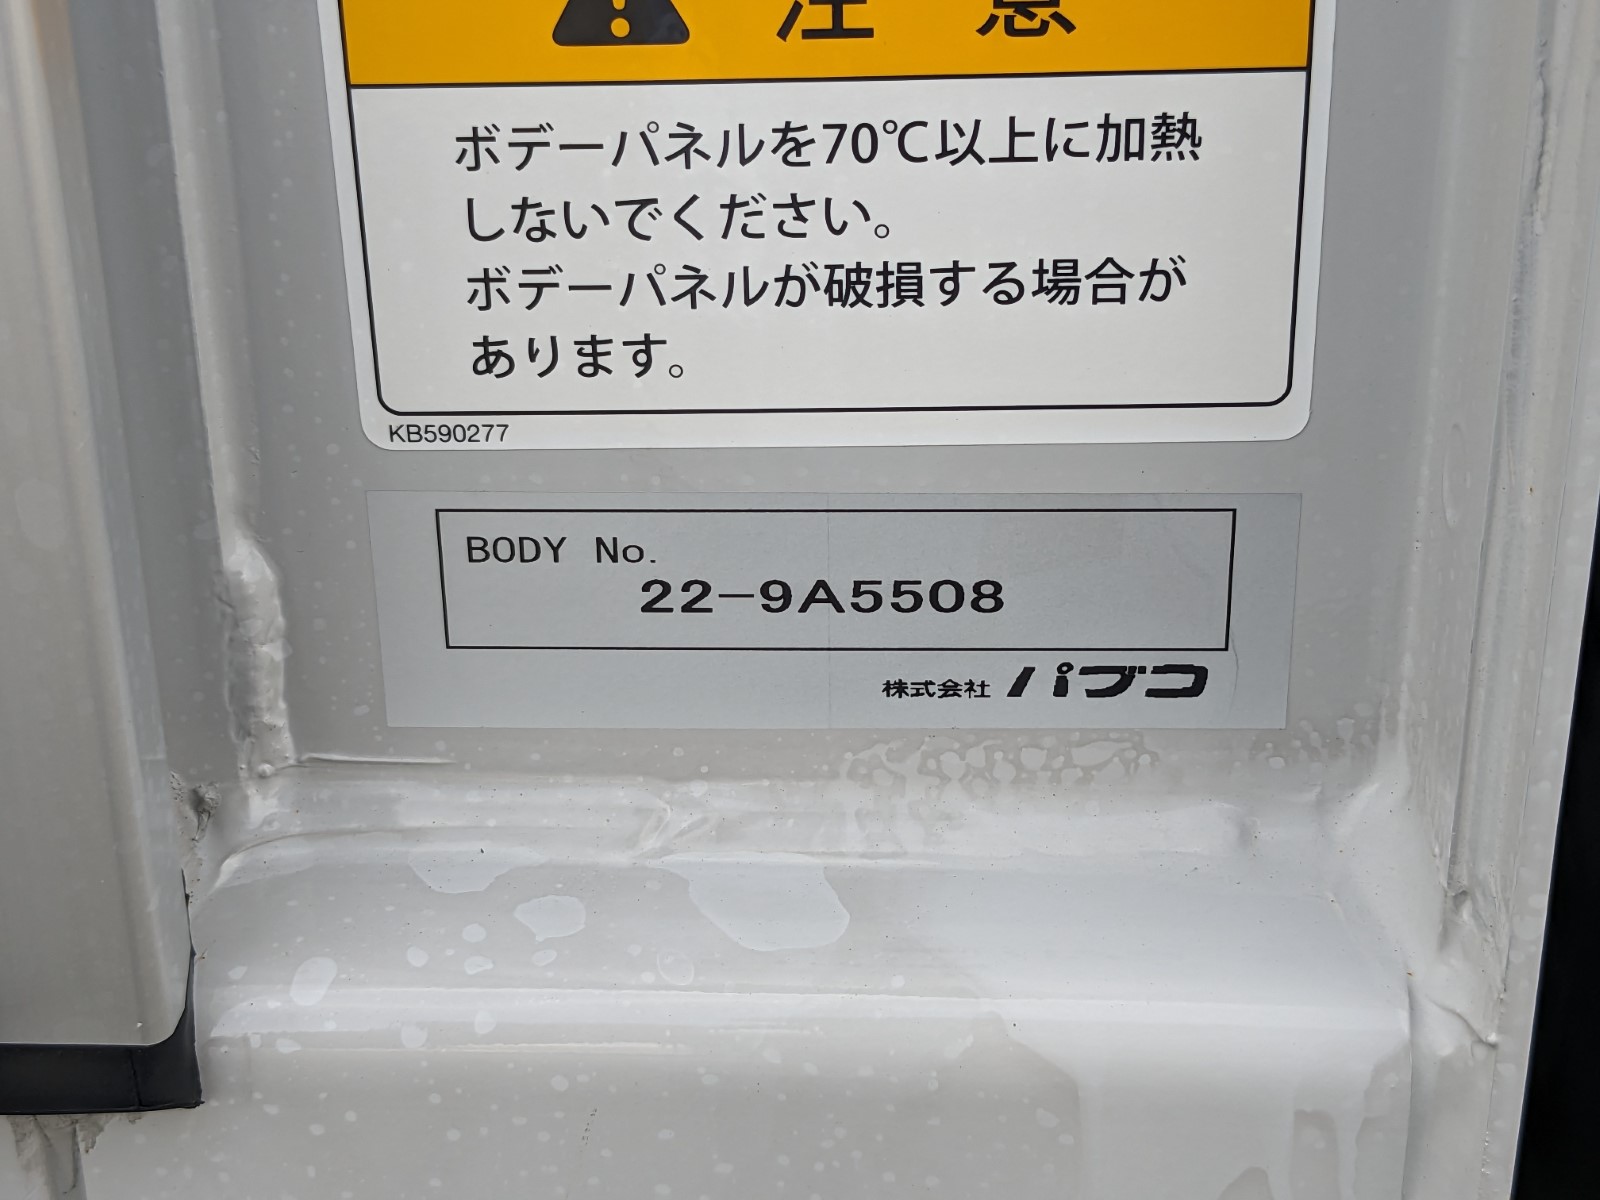 注意
ボデーパネルを70℃以上に加熱
しないでください。
ボデーパネルが破損する場合が
あります。
KB590277
BODY No.
22-9A5508
株式会社 パブコ